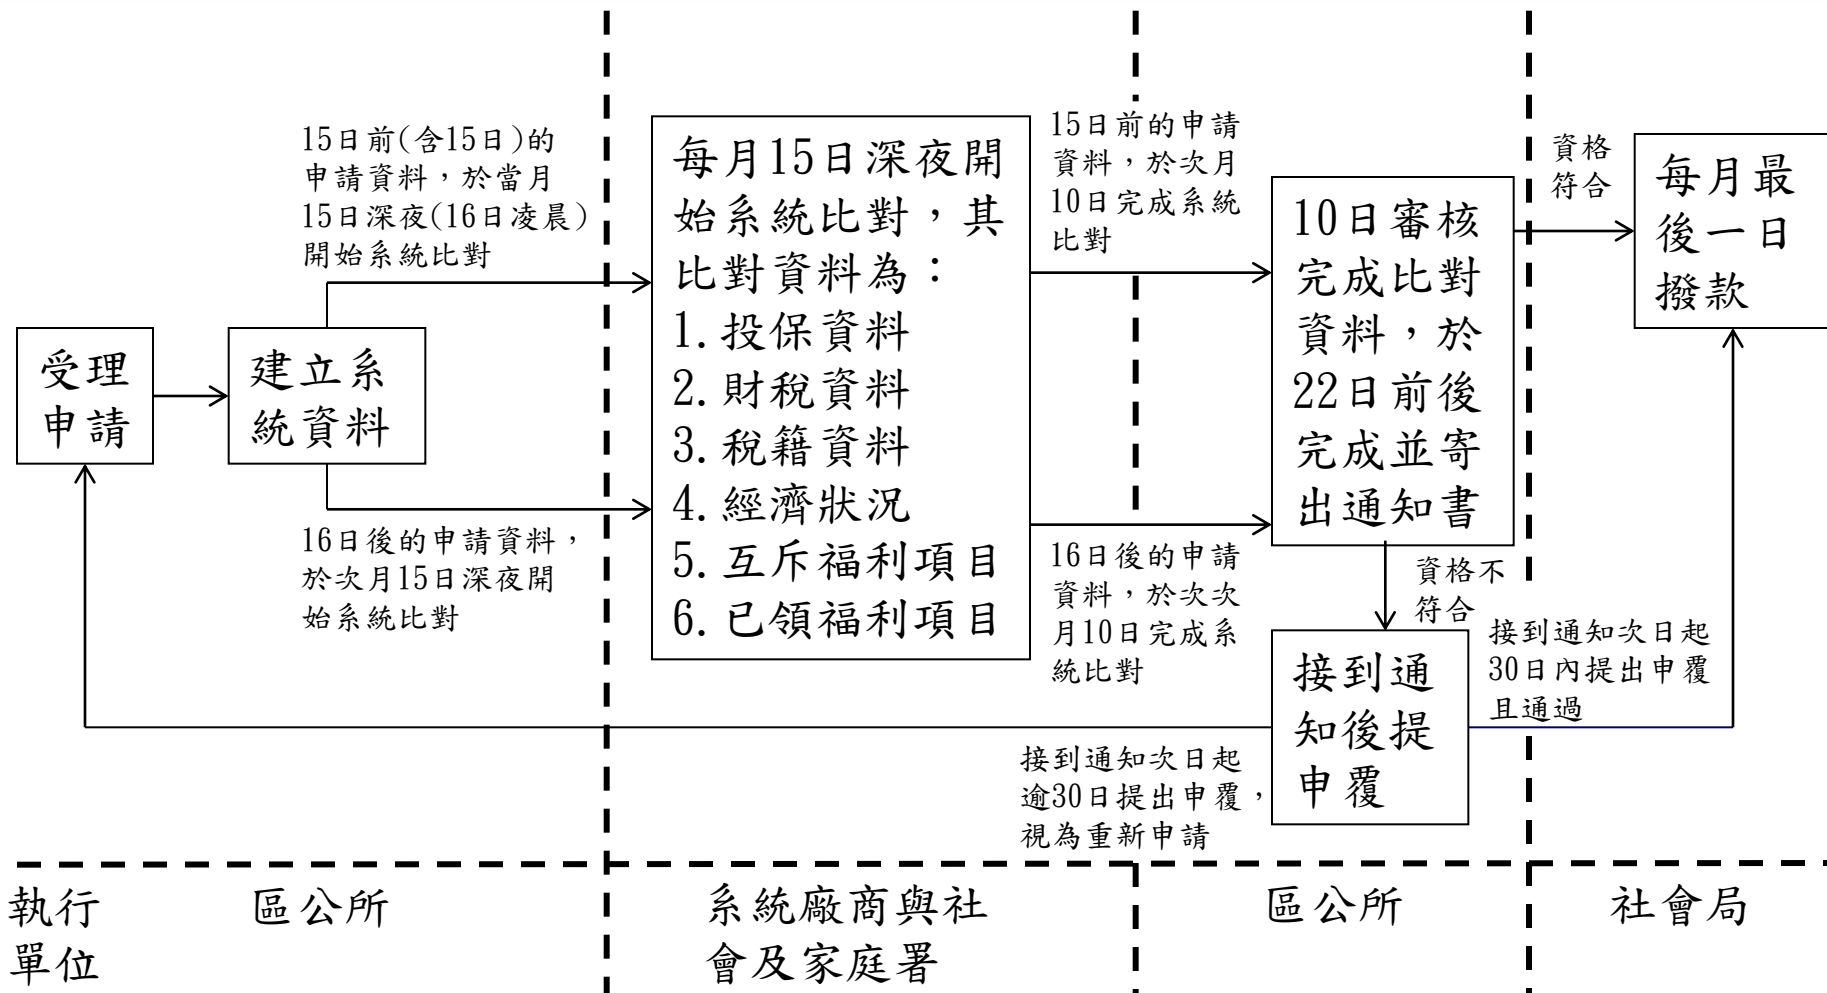 受理
申請
建立系
統資料
15日前(含15日)的
申請資料，於當月
15日深夜(16日凌晨)
開始系統比對
16日後的申請資料，
於次月15日深夜開
始系統比對
每月15日深夜開
始系統比對，其
比對資料為：
1.投保資料
2.財稅資料
3.稅籍資料
4.經濟狀況
5.互斥福利項目
6.已領福利項目
15日前的申請
資料，於次月
10日完成系統
比對
16日後的申請
資料，於次次
月10日完成系
統比對
10日審核
完成比對
資料，於
22日前後
完成並寄
出通知書
資格
符合
每月最
後一日
撥款
資格不
符合
接到通
知後提
申覆
接到通知次日起
30日內提出申覆
且通過
接到通知次日起
逾30日提出申覆，
視為重新申請
執行
單位
區公所
系統廠商與社
會及家庭署
區公所
社會局